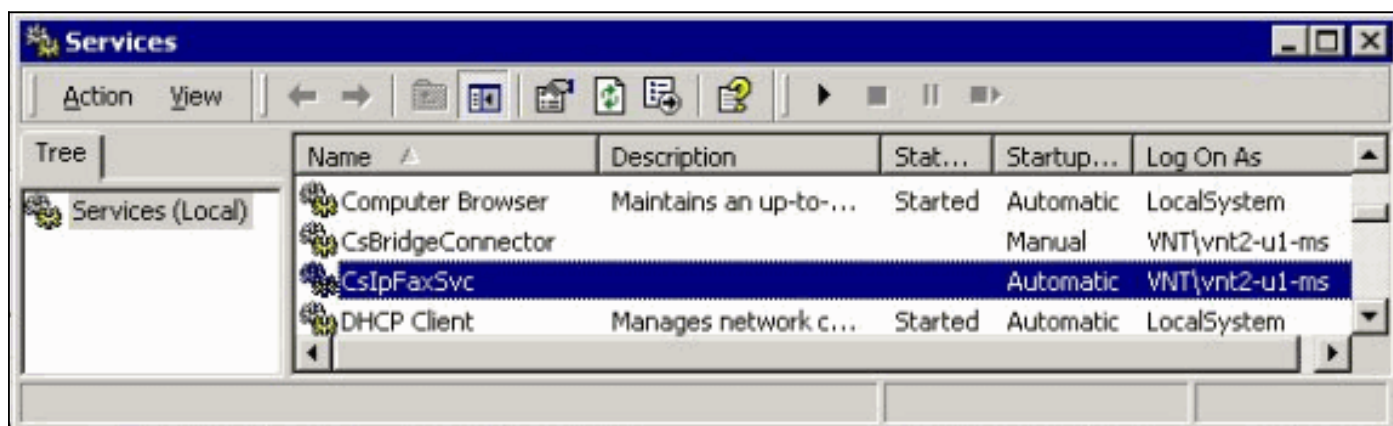 Services
Action View
Tree
Name Description Stat... Startup... Log On As
Services (Local)
Computer Browser Maintains an up-to-... Started Automatic LocalSystem
CsBridgeConnector Manual VNT\vnt2-u1-ms
CsIpFaxSvc Automatic VNT\vnt2-u1-ms
DHCP Client Manages network c... Started Automatic LocalSystem